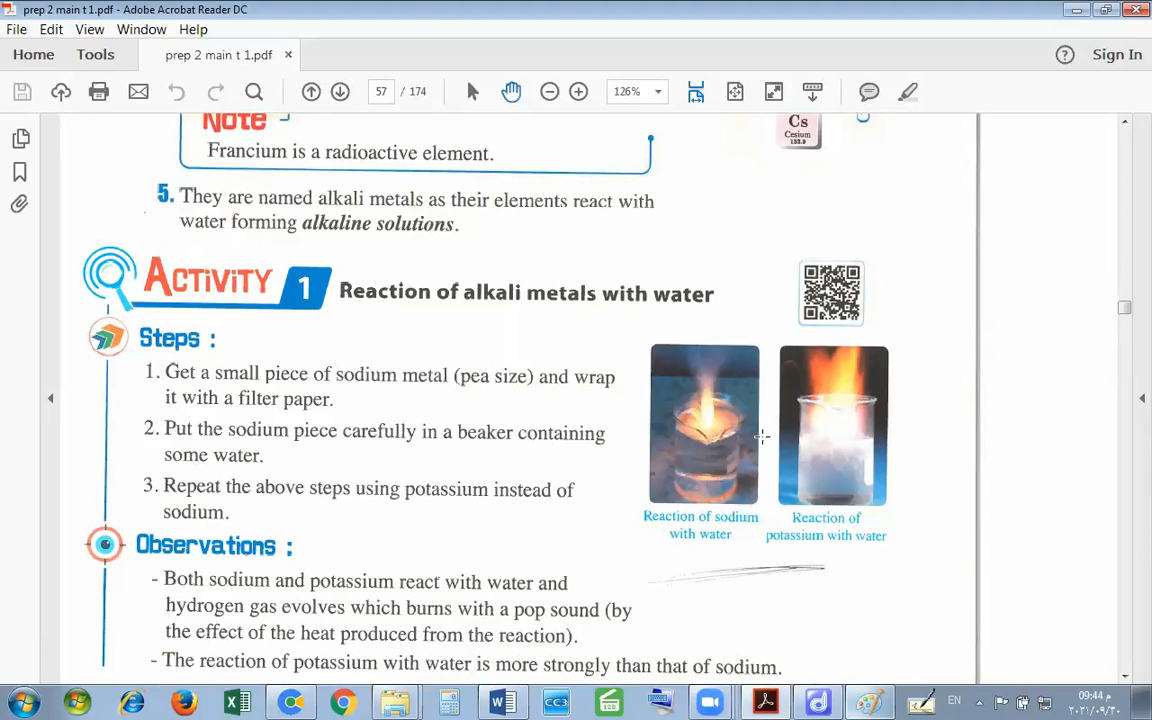 prep 2 main t 1.pdf - Adobe Acrobat Reader DC
File Edit View Window Help
Home Tools prep 2 main t 1.pdf × Sign In
57 / 174 126%
Note
Francium is a radioactive element.
Cs
Cesium
132.9
5. They are named alkali metals as their elements react with
water forming alkaline solutions.
ACTiViTY 1 Reaction of alkali metals with water
Steps :
1. Get a small piece of sodium metal (pea size) and wrap
it with a filter paper.
2. Put the sodium piece carefully in a beaker containing
some water.
3. Repeat the above steps using potassium instead of
sodium.
Reaction of sodium
with water
Reaction of
potassium with water
Observations :
- Both sodium and potassium react with water and
hydrogen gas evolves which burns with a pop sound (by
the effect of the heat produced from the reaction).
- The reaction of potassium with water is more strongly than that of sodium.
CC3
123
EN
09:44 م
٢٠٢١/٠٩/٣٠